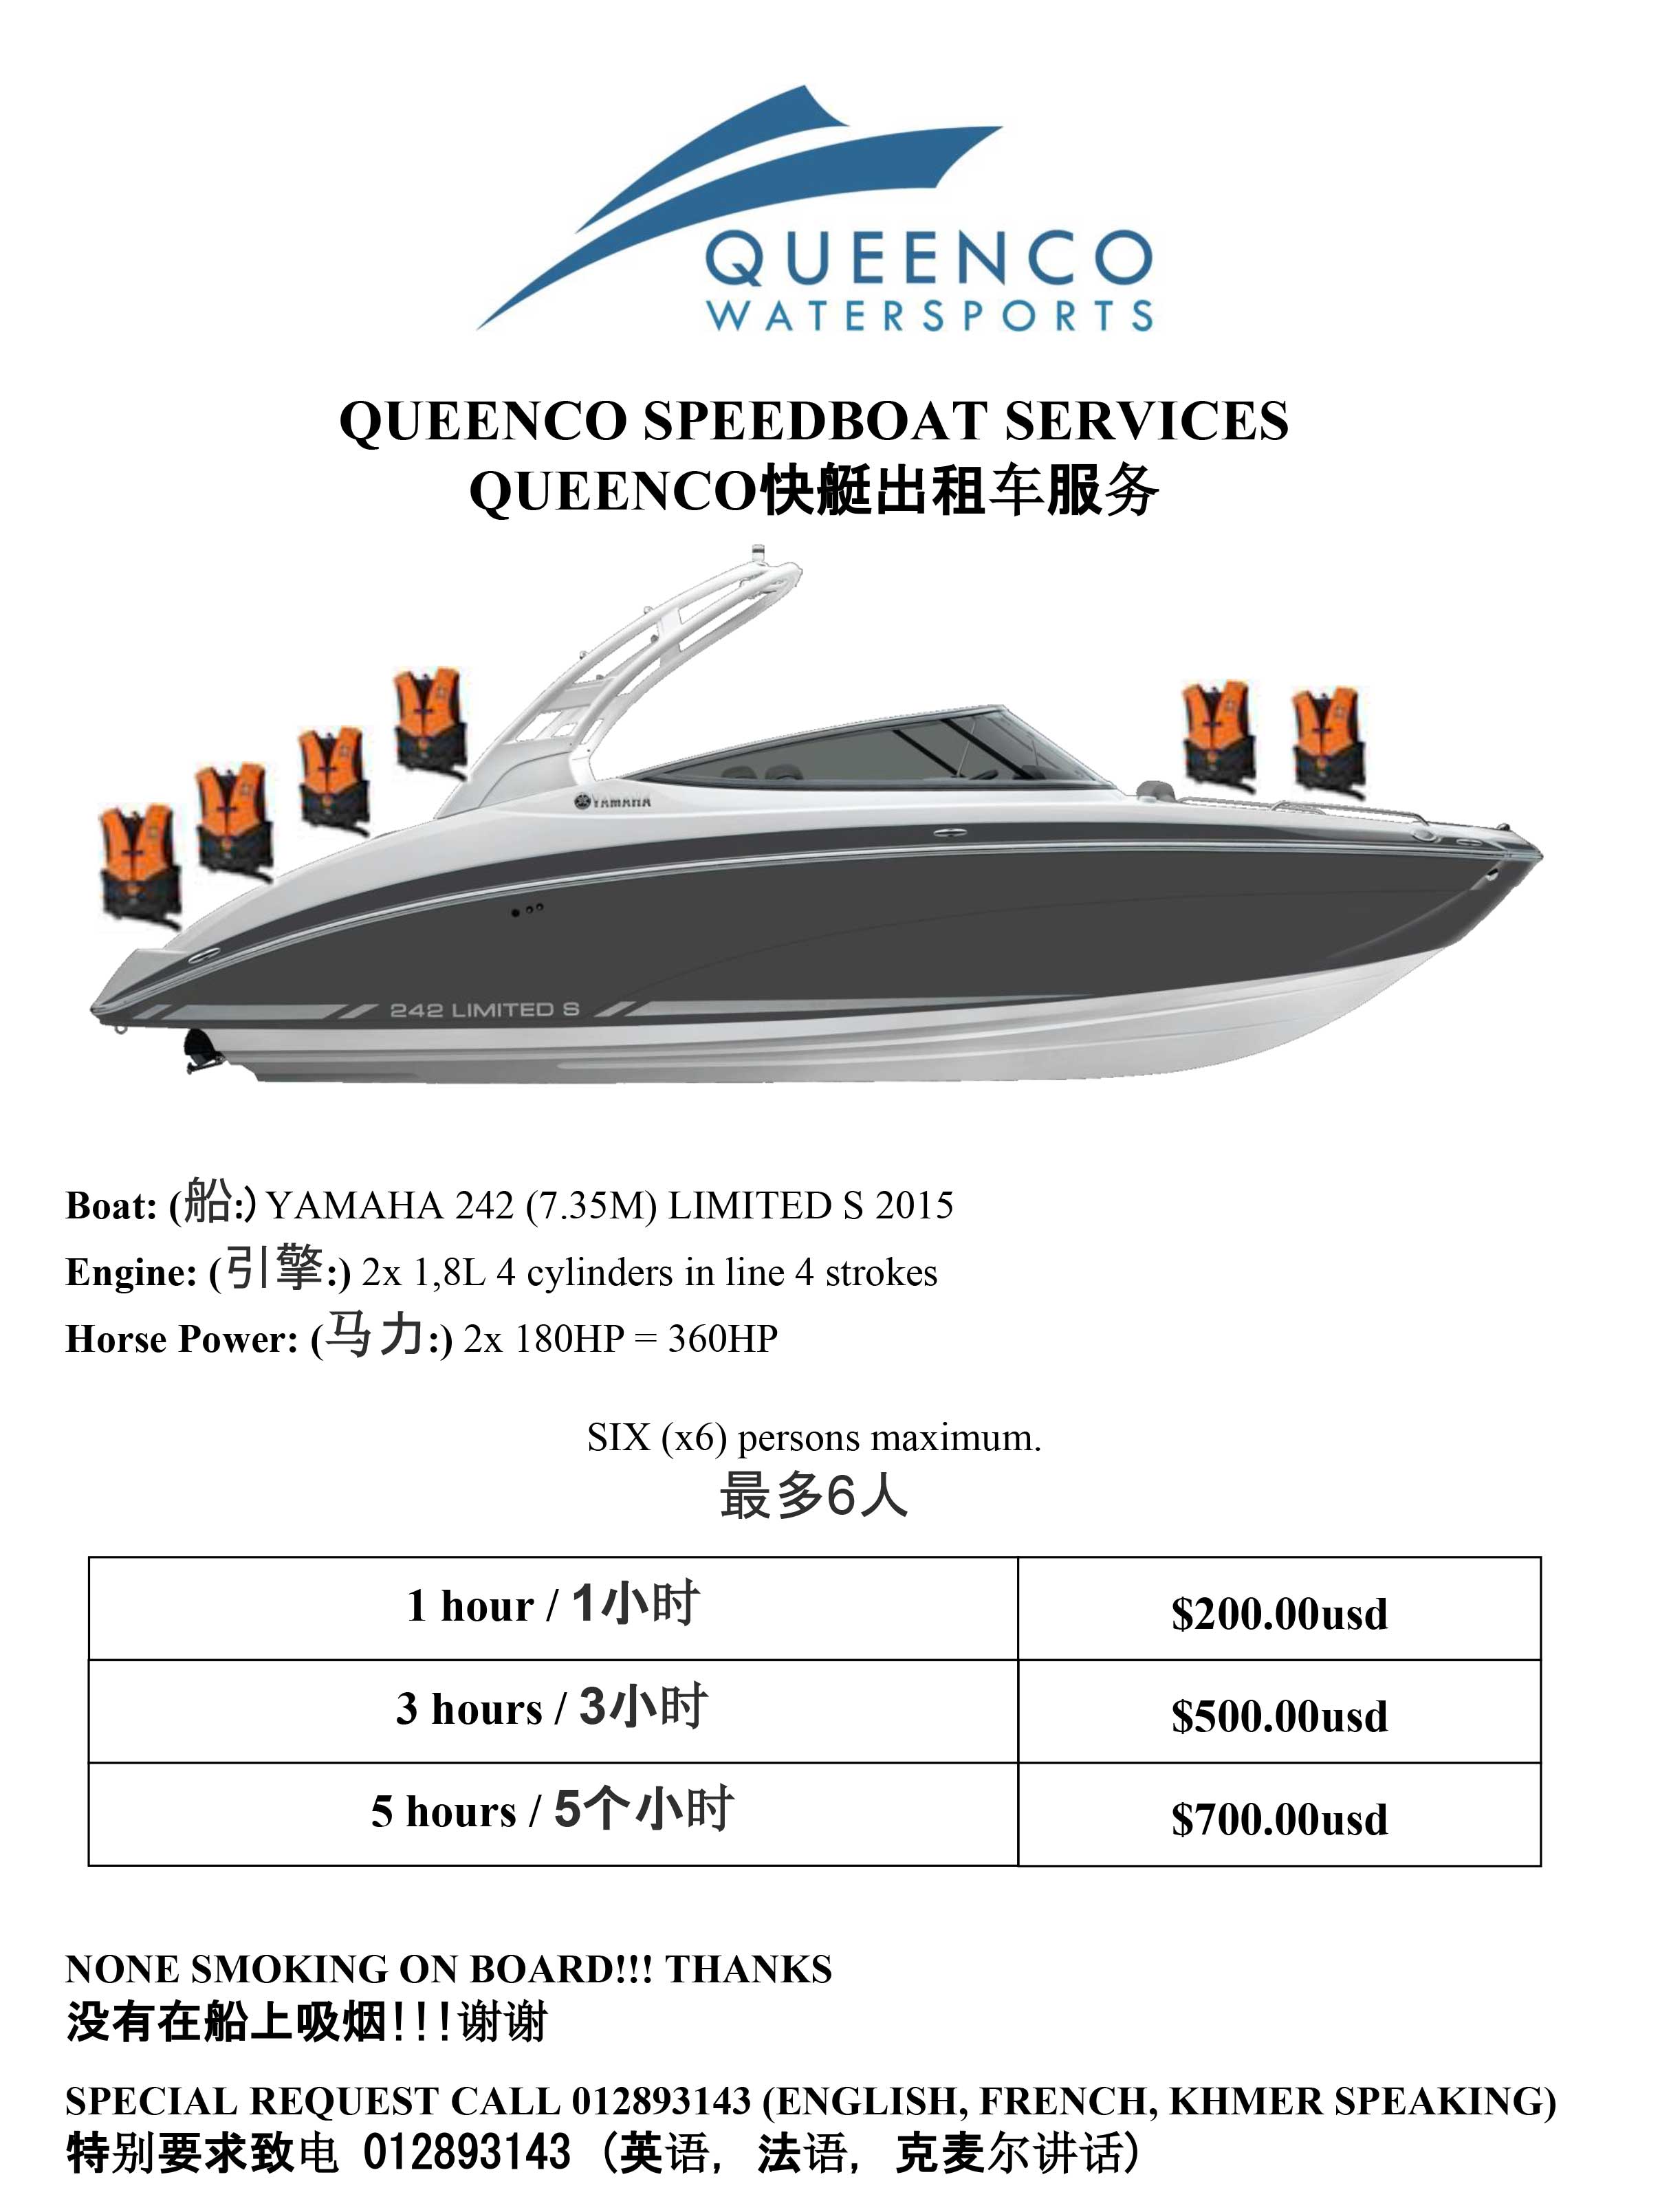 QUEENCO
WATERSPORTS
QUEENCO SPEEDBOAT SERVICES
QUEENCO快艇出租车服务
YAMAHA
242 LIMITED S
Boat: (船:) YAMAHA 242 (7.35M) LIMITED S 2015
Engine: (引擎:) 2x 1,8L 4 cylinders in line 4 strokes
Horse Power: (马力:) 2x 180HP = 360HP
SIX (x6) persons maximum.
最多6人
1 hour / 1小时 $200.00usd
3 hours / 3小时 $500.00usd
5 hours / 5个小时 $700.00usd
NONE SMOKING ON BOARD!!! THANKS
没有在船上吸烟!!!谢谢
SPECIAL REQUEST CALL 012893143 (ENGLISH, FRENCH, KHMER SPEAKING)
特别要求致电 012893143 (英语, 法语, 克麦尔讲话)